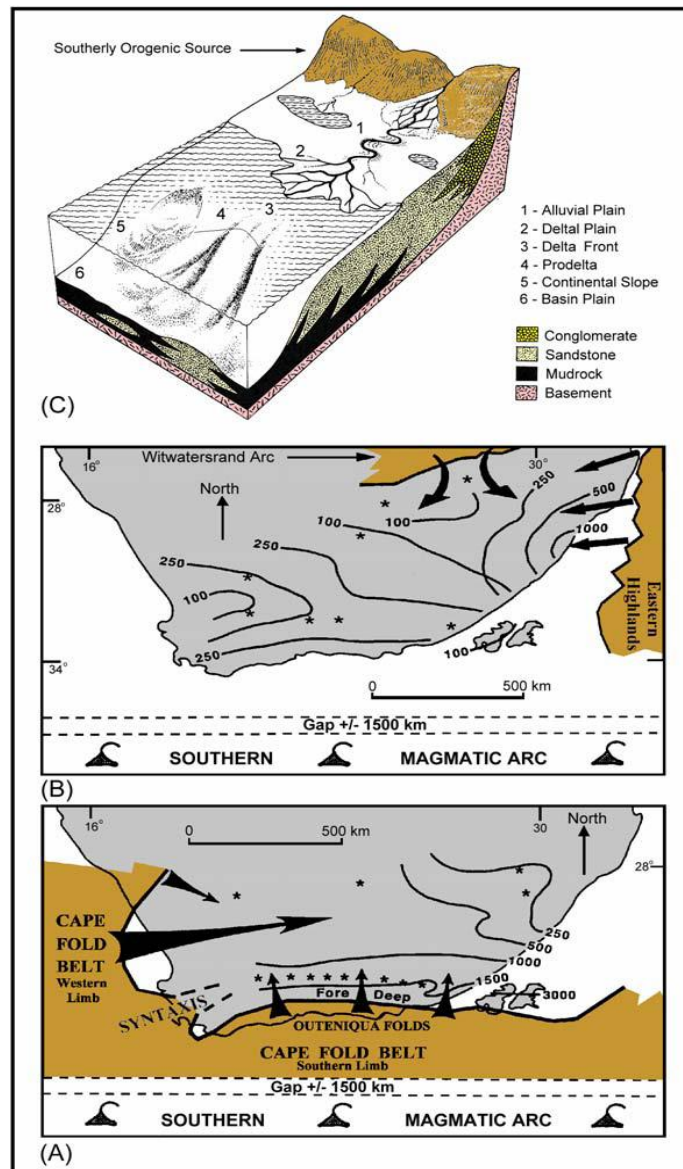 Southerly Orogenic Source
1
2
3
4
5
6
1 - Alluvial Plain
2 - Deltal Plain
3 - Delta Front
4 - Prodelta
5 - Continental Slope
6 - Basin Plain
Conglomerate
Sandstone
Mudrock
Basement
(C)
16°
Witwatersrand Arc
30°
28°
North
250
500
1000
100
100
250
250
100
250
100
Eastern
Highlands
34°
0 500 km
Gap +/- 1500 km
SOUTHERN MAGMATIC ARC
(B)
16°
0 500 km
30
North
28°
CAPE
FOLD
BELT
Western
Limb
SYNTAXIS
250
500
1000
1500
3000
Fore Deep
OUTENIQUA FOLDS
CAPE FOLD BELT
Southern Limb
Gap +/- 1500 km
SOUTHERN MAGMATIC ARC
(A)